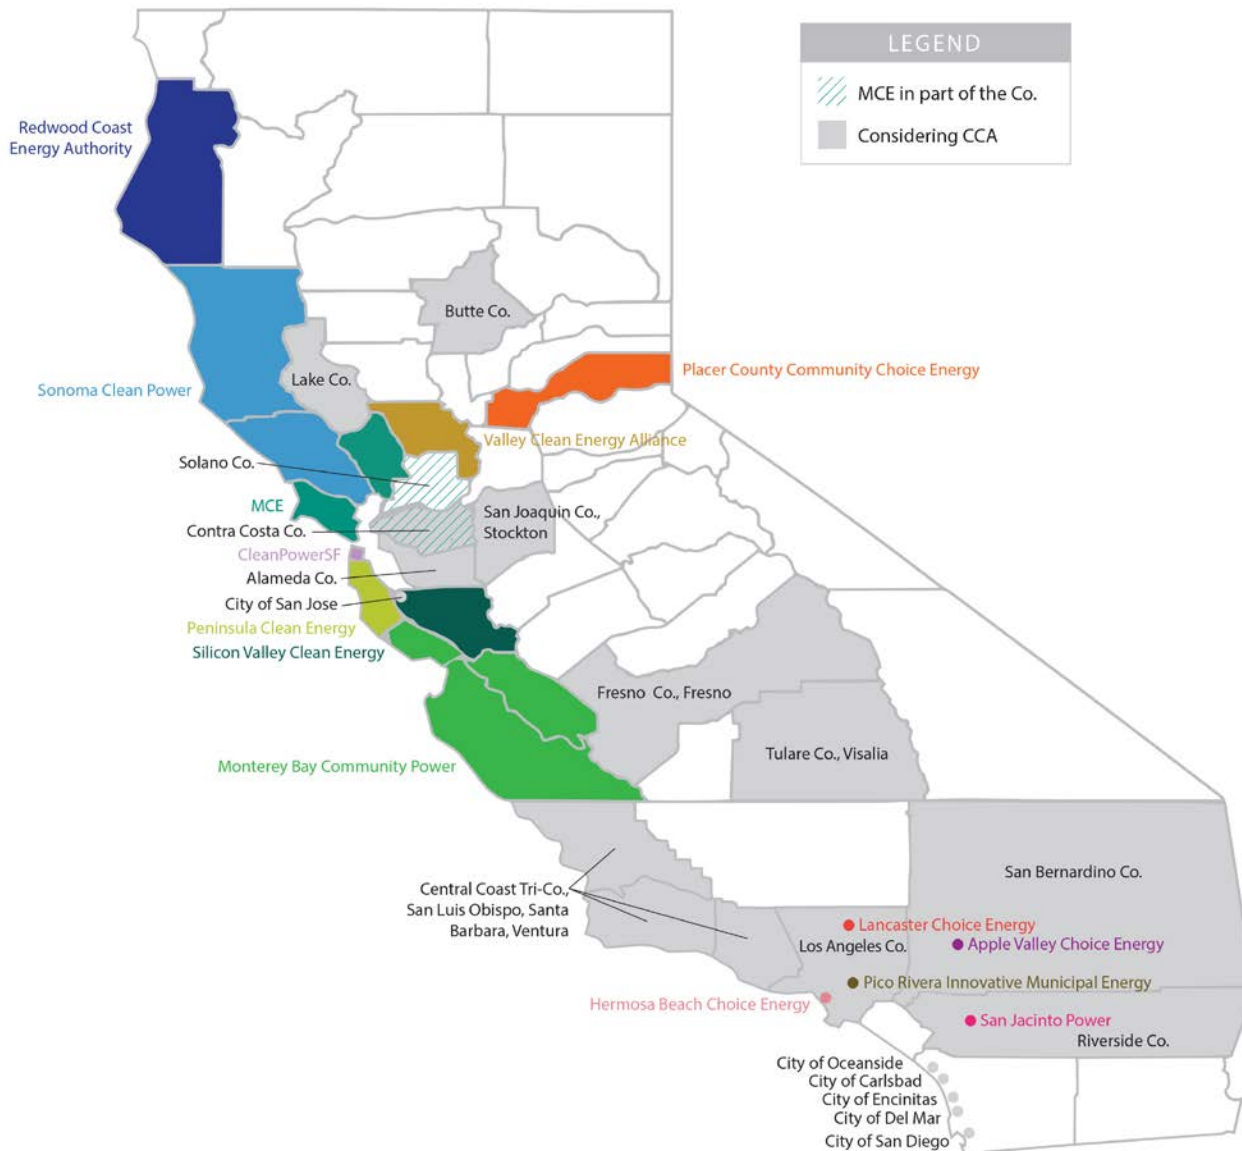 LEGEND
MCE in part of the Co.
Considering CCA
Redwood Coast
Energy Authority
Butte Co.
Lake Co.
Placer County Community Choice Energy
Sonoma Clean Power
Valley Clean Energy Alliance
Solano Co.
MCE
San Joaquin Co.,
Stockton
Contra Costa Co.
CleanPowerSF
Alameda Co.
City of San Jose
Peninsula Clean Energy
Silicon Valley Clean Energy
Fresno Co., Fresno
Tulare Co., Visalia
Monterey Bay Community Power
San Bernardino Co.
Central Coast Tri-Co.,
San Luis Obispo, Santa
Barbara, Ventura
Lancaster Choice Energy
Los Angeles Co.
Apple Valley Choice Energy
Pico Rivera Innovative Municipal Energy
Hermosa Beach Choice Energy
San Jacinto Power
Riverside Co.
City of Oceanside
City of Carlsbad
City of Encinitas
City of Del Mar
City of San Diego